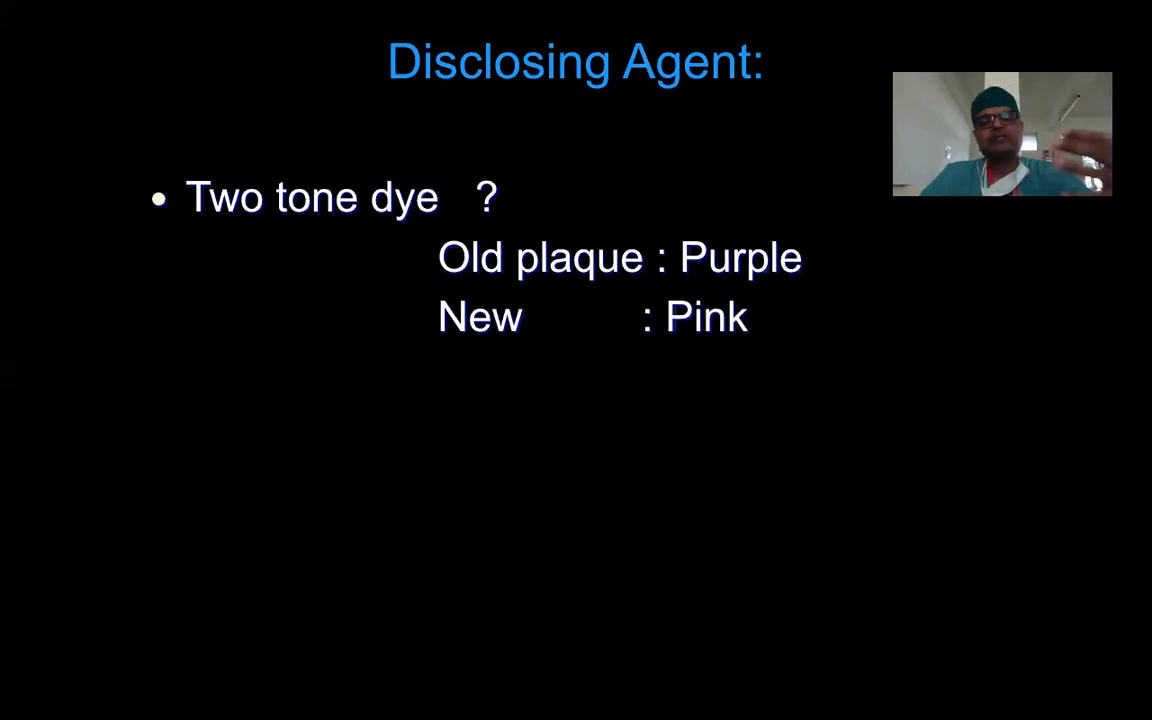 Disclosing Agent:
• Two tone dye ?
Old plaque : Purple
New : Pink